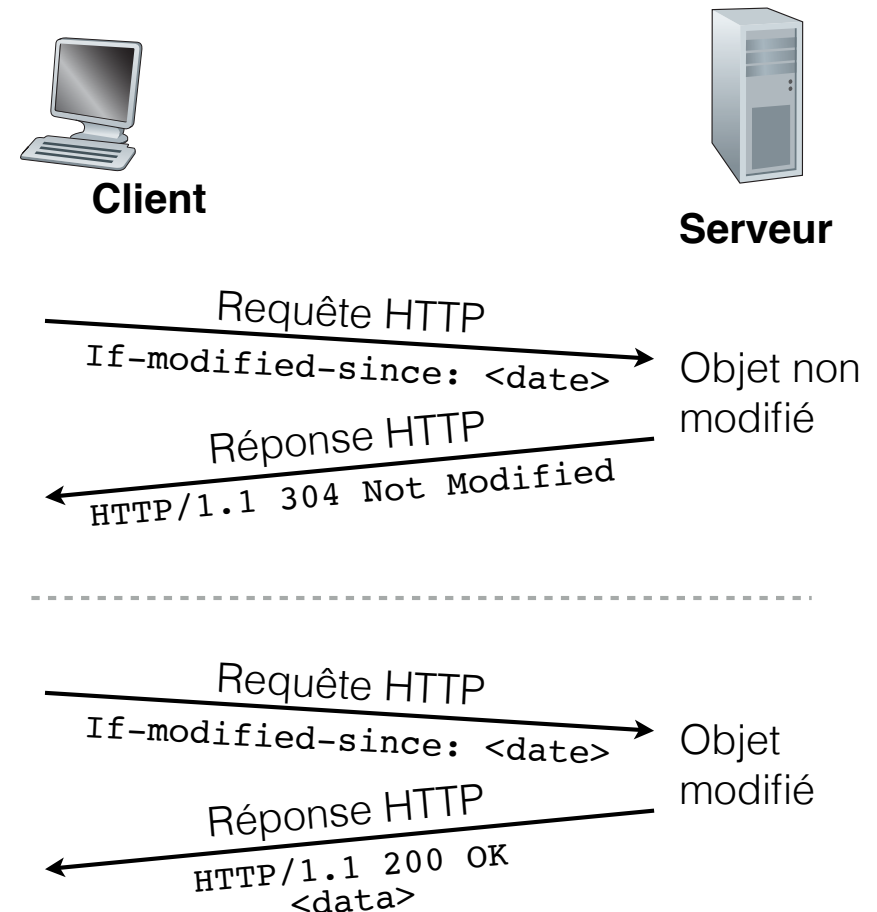 Client
Serveur
Requête HTTP
If-modified-since: <date>
Objet non
modifié
Réponse HTTP
HTTP/1.1 304 Not Modified
Requête HTTP
If-modified-since: <date>
Objet
modifié
Réponse HTTP
HTTP/1.1 200 OK
<data>